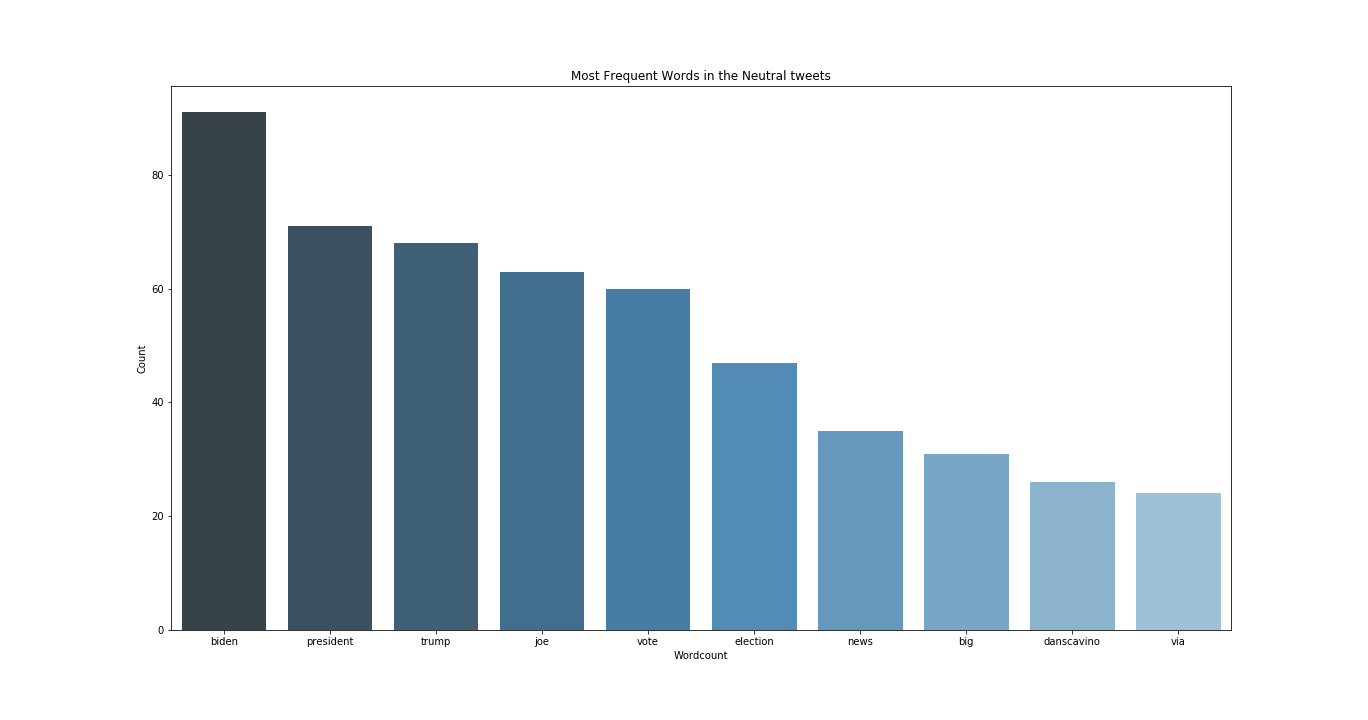 Most Frequent Words in the Neutral tweets
80
60
40
20
0
Count
biden president trump joe vote election news big danscavino via
Wordcount